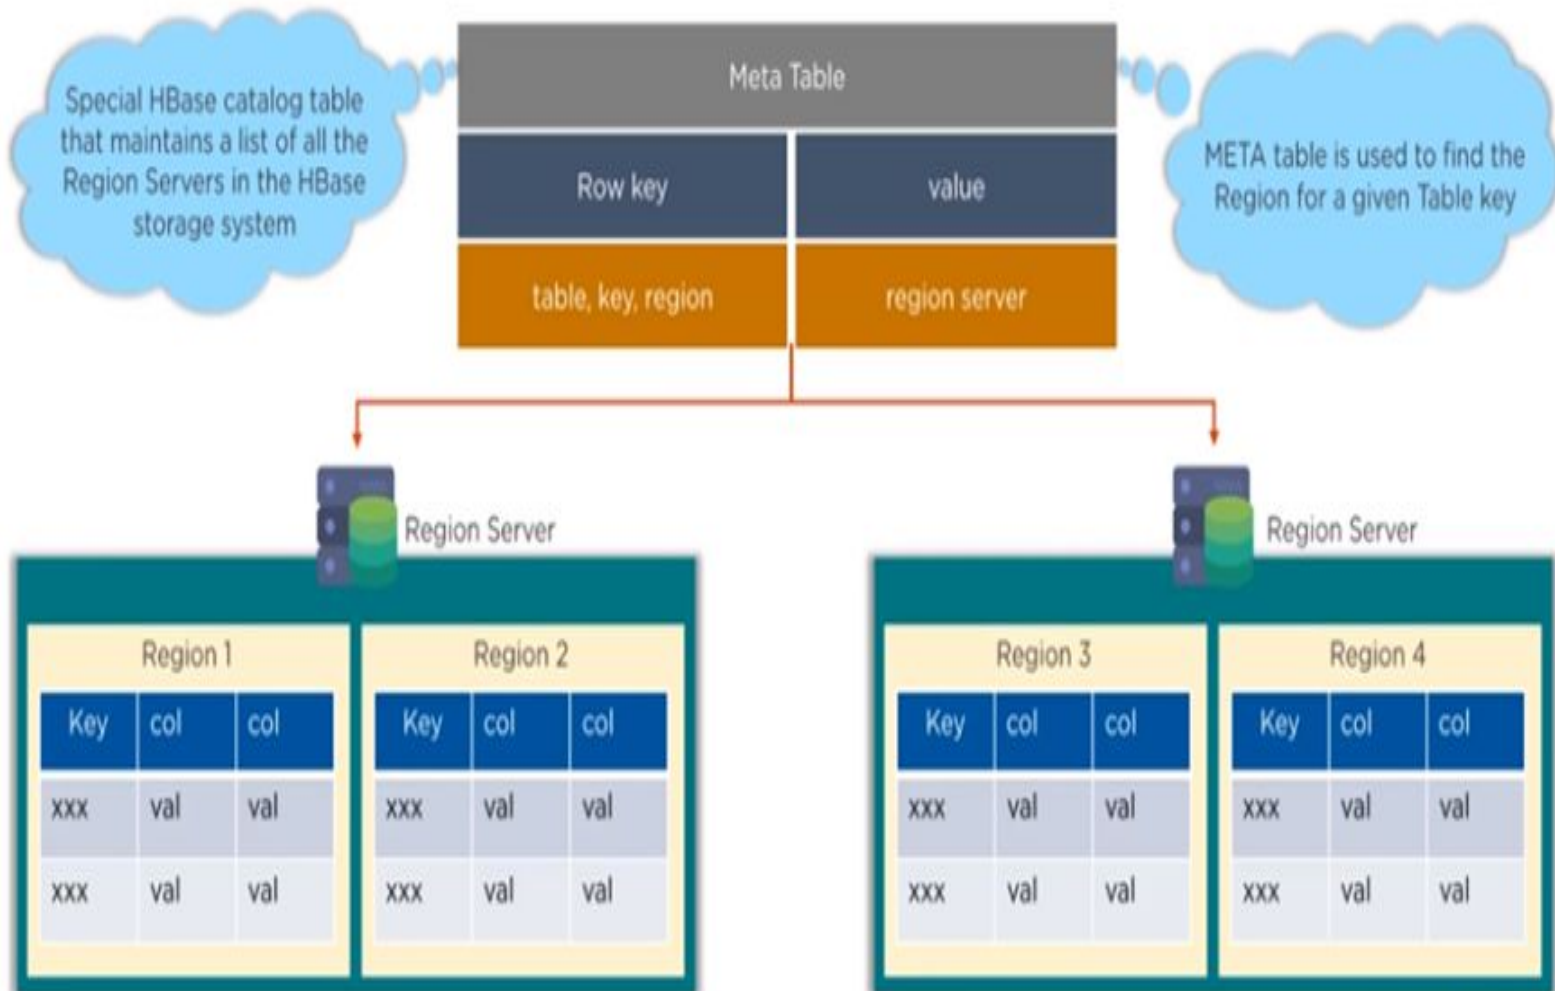 Special HBase catalog table
that maintains a list of all the
Region Servers in the HBase
storage system
Meta Table
Row key value
table, key, region region server
META table is used to find the
Region for a given Table key
Region Server
Region Server
Region 1
Key col col
xxx val val
xxx val val
Region 2
Key col col
xxx val val
xxx val val
Region 3
Key col col
xxx val val
xxx val val
Region 4
Key col col
xxx val val
xxx val val